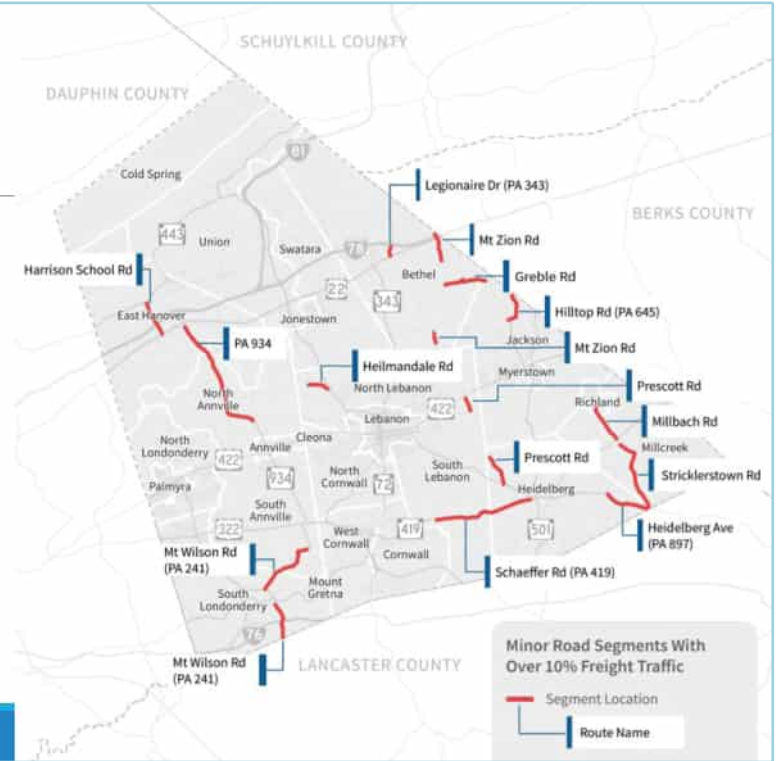 SCHUYLKILL COUNTY
DAUPHIN COUNTY
81
Cold Spring
Legionaire Dr (PA 343)
BERKS COUNTY
443
Union
Swatara
Mt Zion Rd
Harrison School Rd
Bethel
Greble Rd
22
343
Hilltop Rd (PA 645)
East Hanover
Jonestown
PA 934
Jackson
Mt Zion Rd
Heilmandale Rd
Myerstown
North Lebanon
Prescott Rd
North
Annville
422
Richland
Lebanon
Millbach Rd
Cleona
North
Londonderry
Annville
Millcreek
422
Prescott Rd
South
Lebanon
North
Cornwall
934
72
Stricklerstown Rd
Palmyra
Heidelberg
South
Annville
322
419
501
Heidelberg Ave
(PA 897)
West
Cornwall
Cornwall
Mt Wilson Rd
(PA 241)
Schaeffer Rd (PA 419)
Mount
Gretna
South
Londonderry
76
Mt Wilson Rd
(PA 241)
LANCASTER COUNTY
Minor Road Segments With
Over 10% Freight Traffic
Segment Location
Route Name